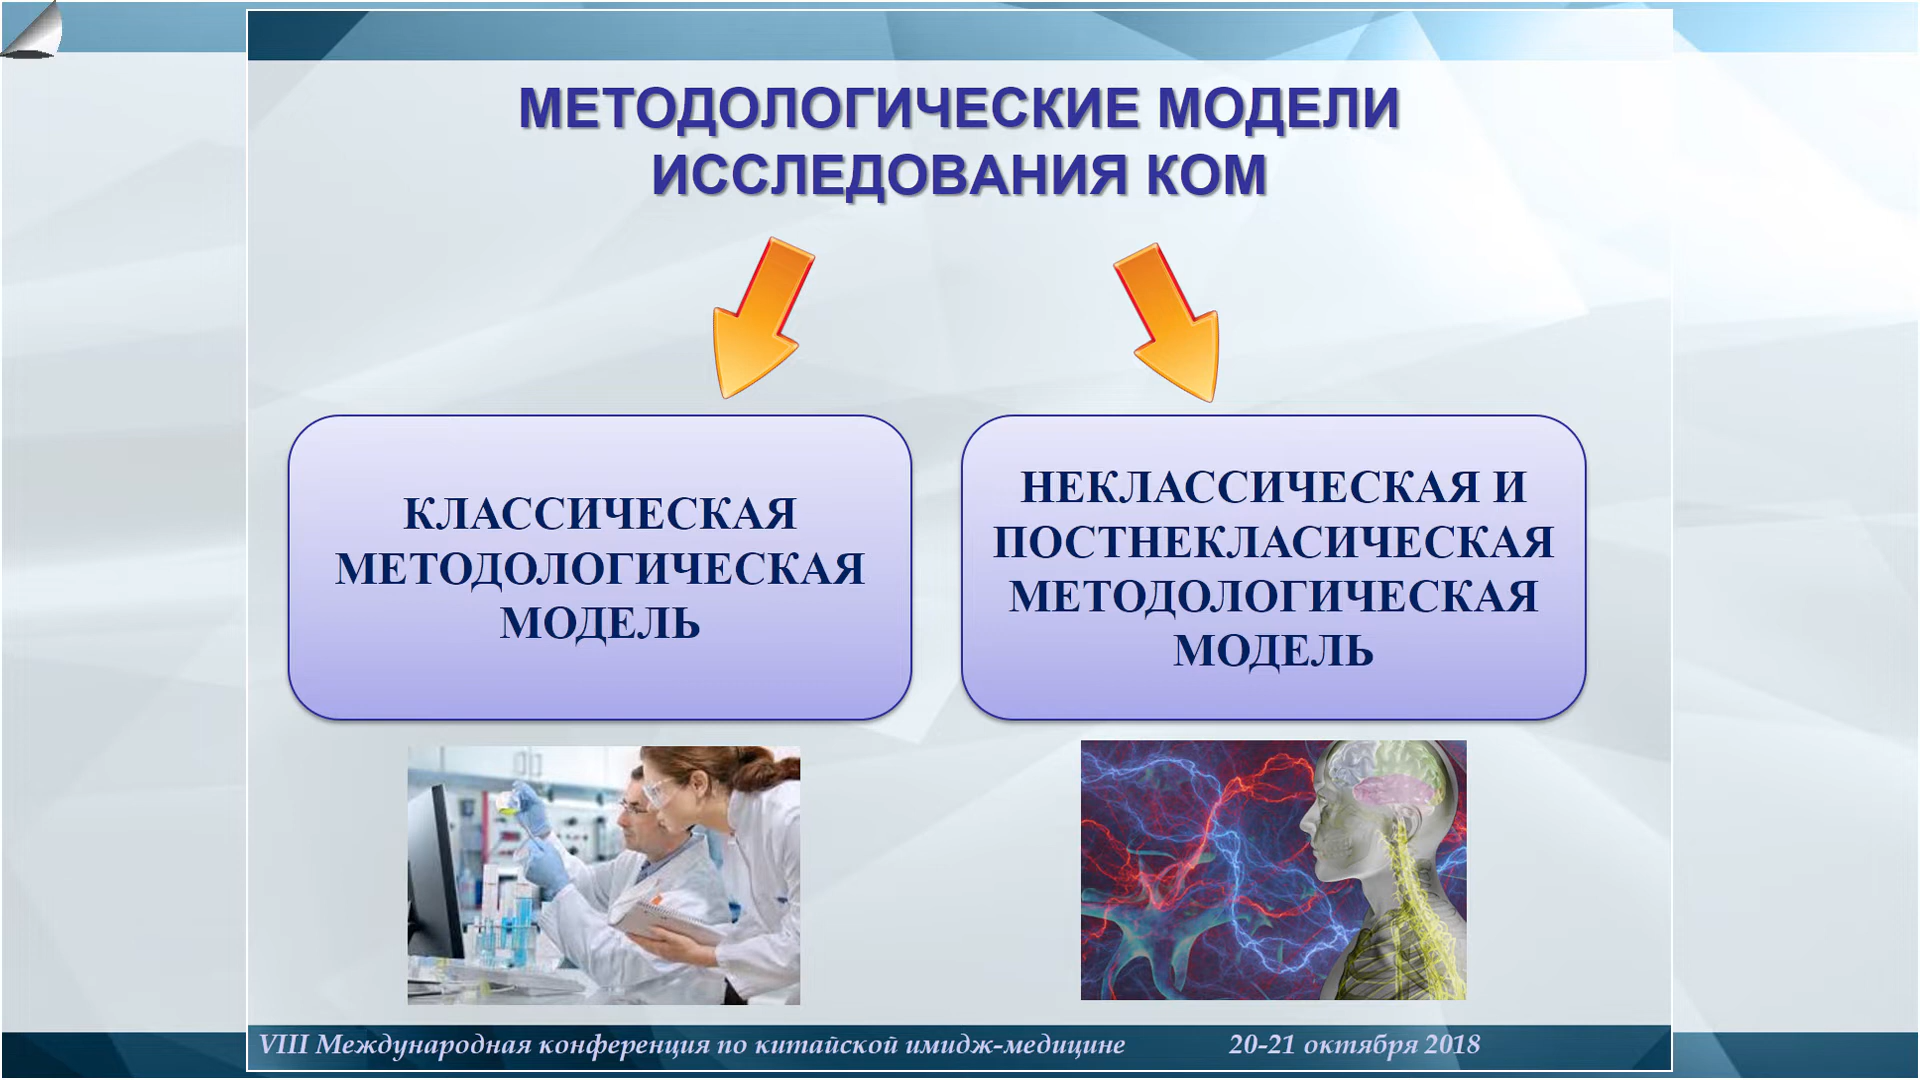 МЕТОДОЛОГИЧЕСКИЕ МОДЕЛИ
ИССЛЕДОВАНИЯ КОМ
КЛАССИЧЕСКАЯ
МЕТОДОЛОГИЧЕСКАЯ
МОДЕЛЬ
НЕКЛАССИЧЕСКАЯ И
ПОСТНЕКЛАСИЧЕСКАЯ
МЕТОДОЛОГИЧЕСКАЯ
МОДЕЛЬ
VIII Международная конференция по китайской имидж-медицине 20-21 октября 2018